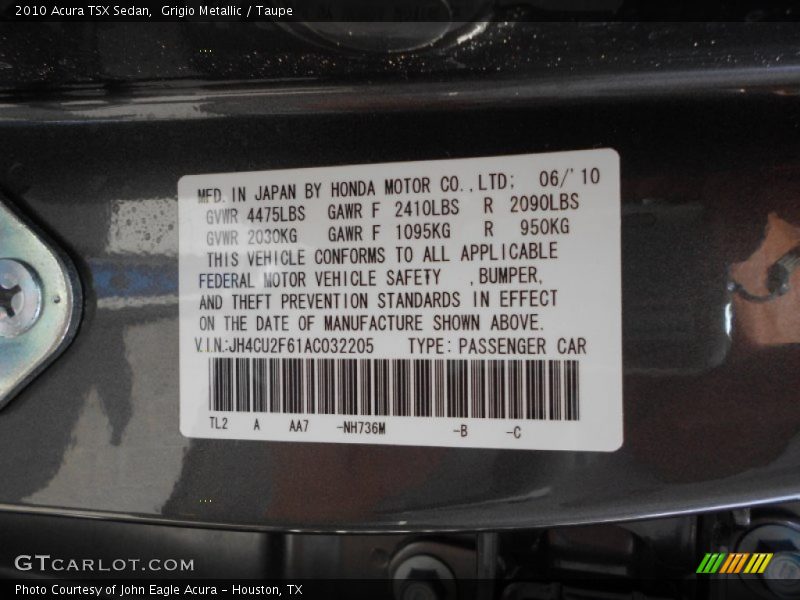 2010 Acura TSX Sedan,  Grigio Metallic / Taupe
MFD. IN JAPAN BY HONDA MOTOR CO., LTD; 06/'10
GVWR 4475LBS GAWR F 2410LBS R 2090LBS
GVWR 2030KG GAWR F 1095KG R 950KG
THIS VEHICLE CONFORMS TO ALL APPLICABLE
FEDERAL MOTOR VEHICLE SAFETY , BUMPER,
AND THEFT PREVENTION STANDARDS IN EFFECT
ON THE DATE OF MANUFACTURE SHOWN ABOVE.
V.I.N.:JH4CU2F61AC032205 TYPE: PASSENGER CAR
TL2 A AA7 -NH736M -B -C
GTCARLOT.COM
Photo Courtesy of John Eagle Acura - Houston, TX